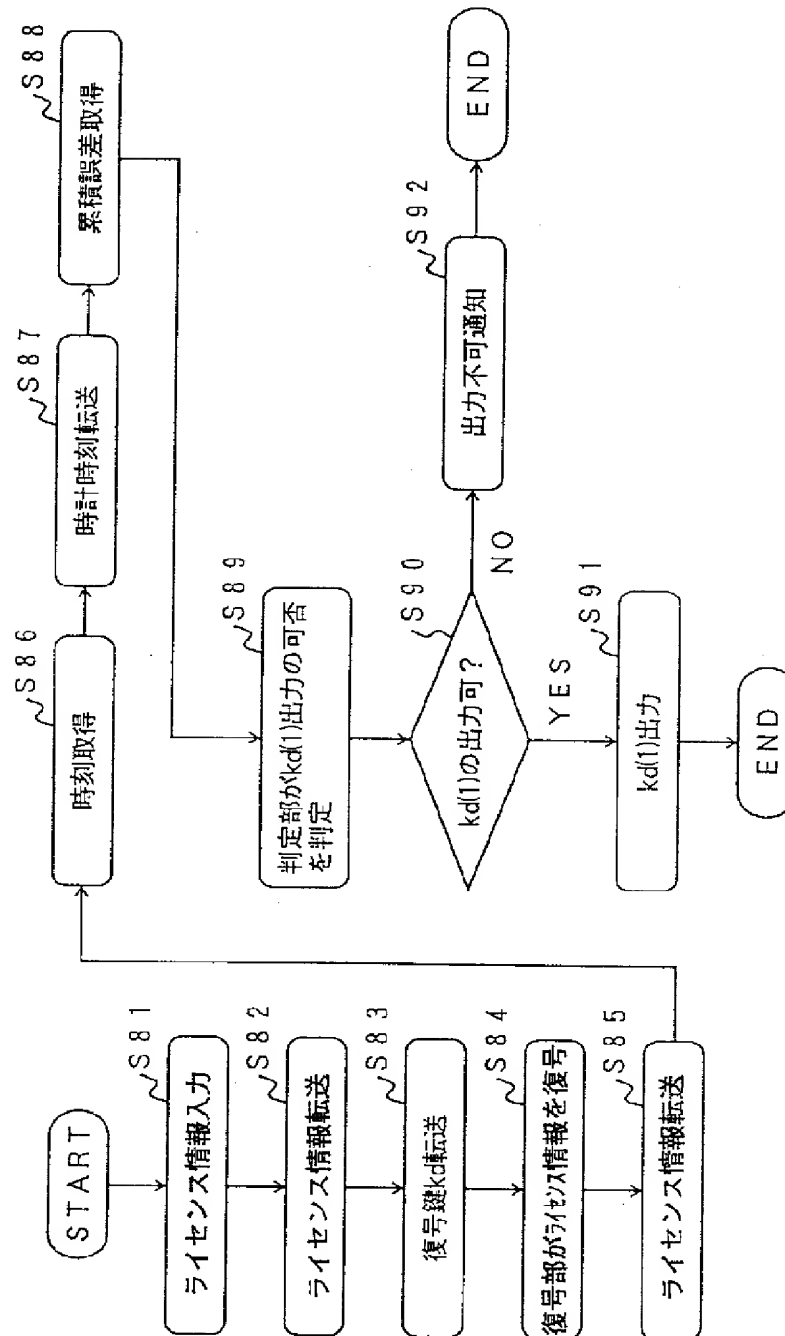 START
S81
ライセンス情報入力
S82
ライセンス情報転送
S83
復号鍵kd転送
S84
復号部がライセンス情報を復号
S85
ライセンス情報転送
S86
時刻取得
S87
時計時刻転送
S88
累積誤差取得
S89
判定部がkd(1)出力の可否
を判定
S90
kd(1)の出力可?
NO
YES
S91
kd(1)出力
END
S92
出力不可通知
END